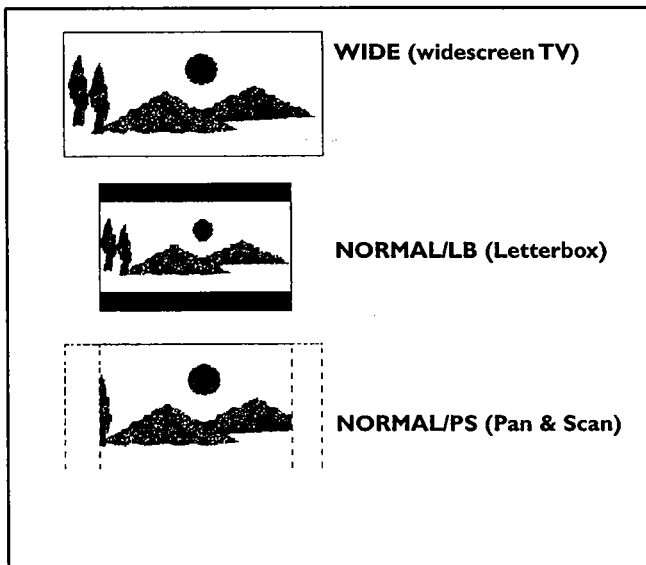 WIDE (widescreen TV)
NORMAL/LB (Letterbox)
NORMAL/PS (Pan & Scan)